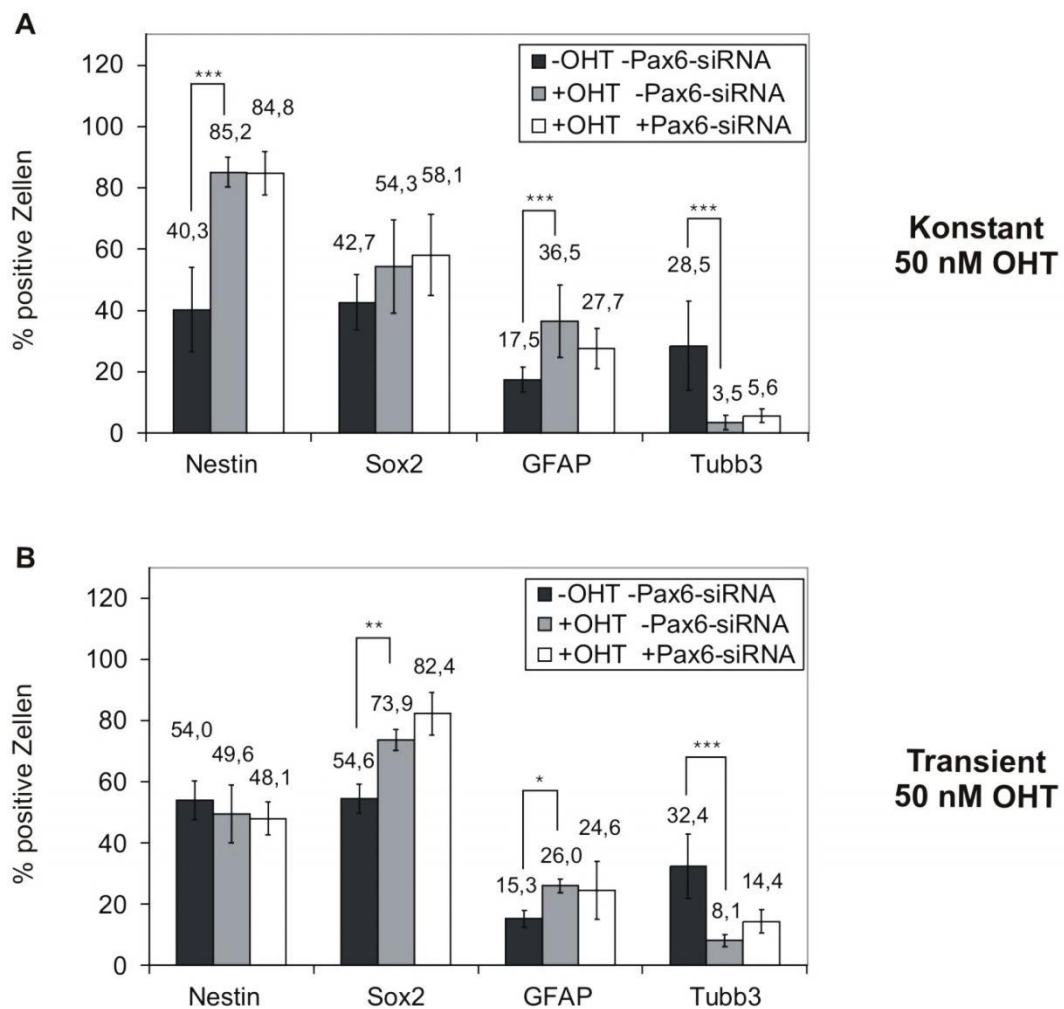 A
120
100
80
60
40
20
0
% positive Zellen
-OHT -Pax6-siRNA
+OHT -Pax6-siRNA
+OHT +Pax6-siRNA
***
40,3
85,2
84,8
42,7
54,3
58,1
***
17,5
36,5
27,7
***
28,5
3,5
5,6
Nestin Sox2 GFAP Tubb3
Konstant
50 nM OHT
B
120
100
80
60
40
20
0
% positive Zellen
-OHT -Pax6-siRNA
+OHT -Pax6-siRNA
+OHT +Pax6-siRNA
54,0
49,6
48,1
**
54,6
73,9
82,4
*
15,3
26,0
24,6
***
32,4
8,1
14,4
Nestin Sox2 GFAP Tubb3
Transient
50 nM OHT